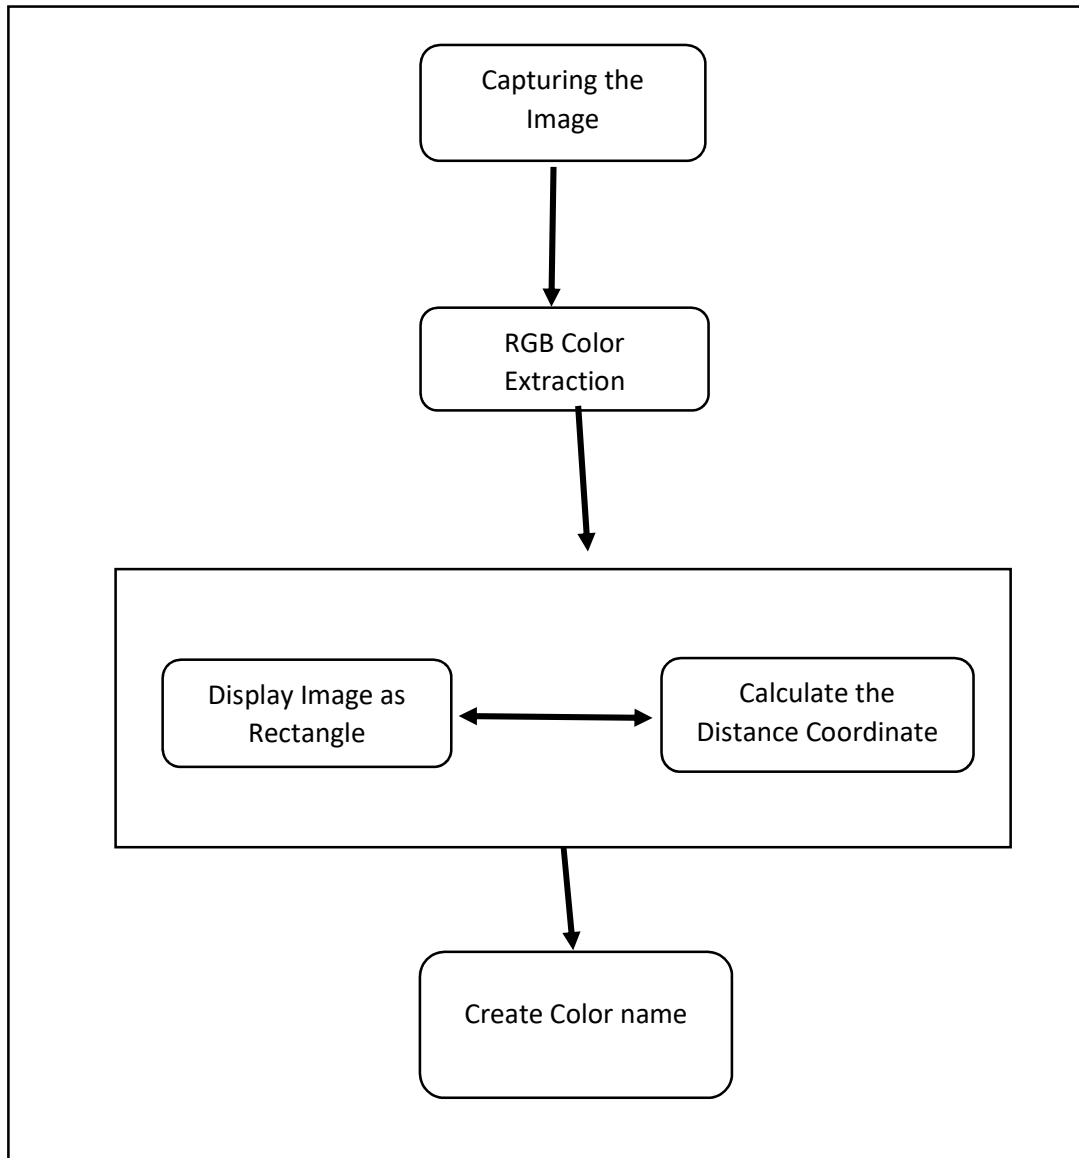 Capturing the
Image
RGB Color
Extraction
Display Image as
Rectangle
Calculate the
Distance Coordinate
Create Color name